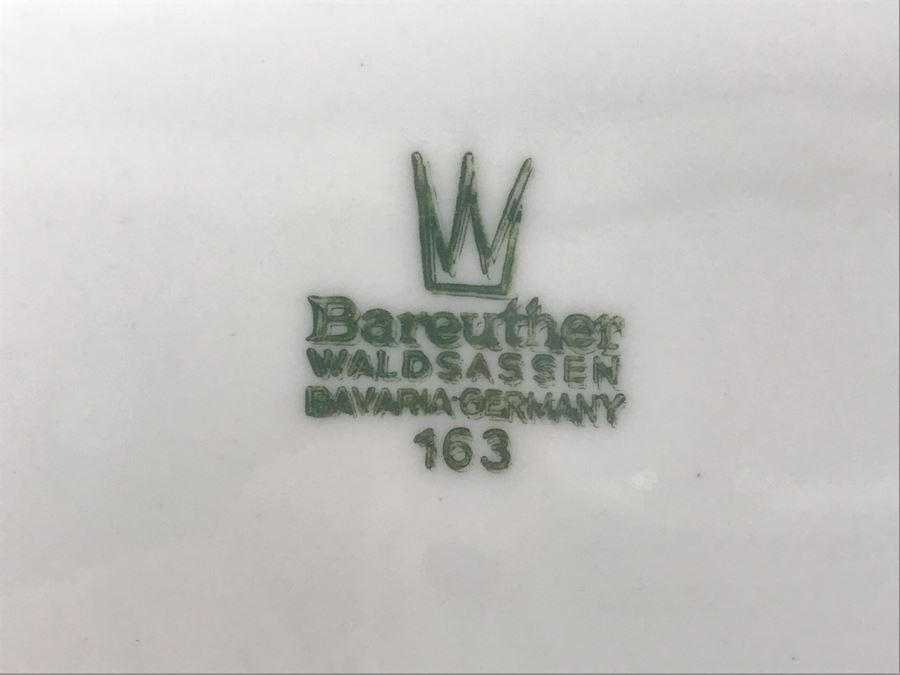 W
Bareuther
WALDSASSEN
BAVARIA·GERMANY
163